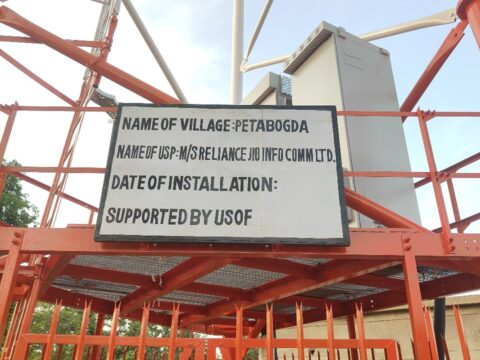 NAME OF VILLAGE:PETABOGDA
NAME OF USP:M/S RELIANCE JIO INFO COMM LTD.
DATE OF INSTALLATION:
SUPPORTED BY USOF